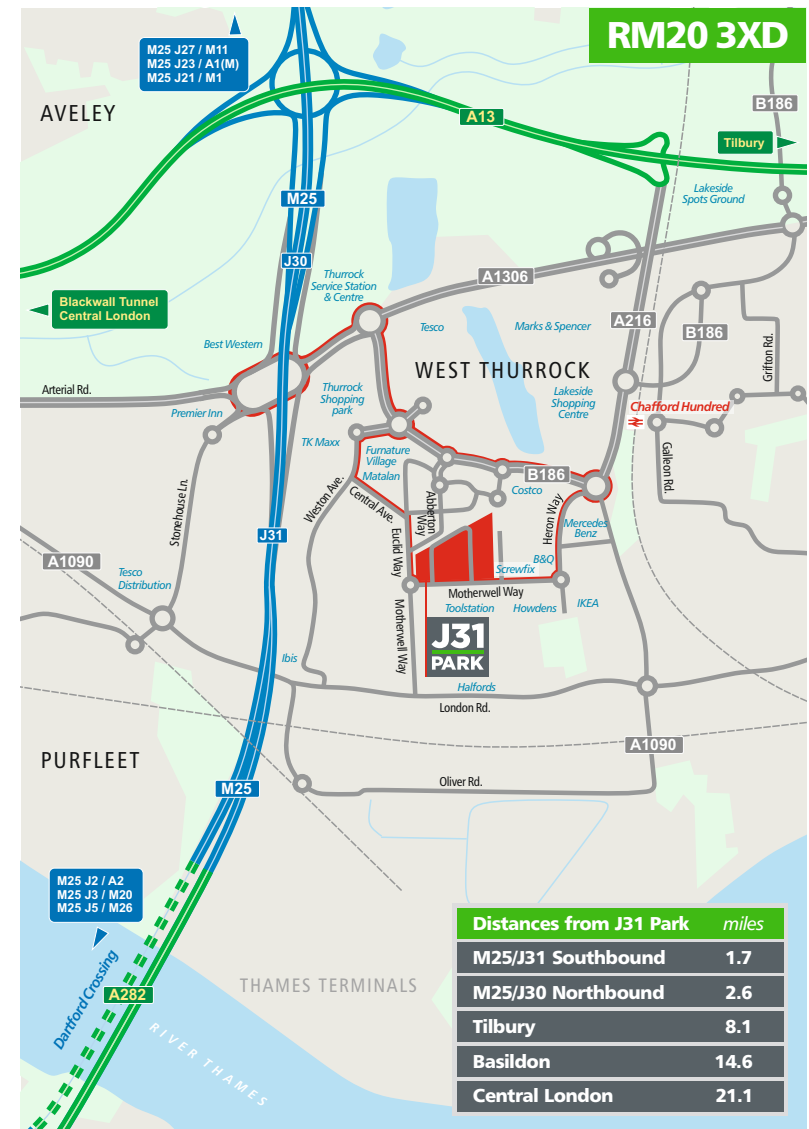 RM20 3XD
M25 J27 / M11
M25 J23 / A1(M)
M25 J21 / M1
AVELEY
B186
A13
Tilbury
M25
Lakeside
Spots Ground
J30
Thurrock
Service Station
& Centre
A1306
Blackwall Tunnel
Central London
Tesco
Marks & Spencer
A216
B186
Best Western
Grifton Rd.
WEST THURROCK
Arterial Rd.
Thurrock
Shopping
park
Lakeside
Shopping
Centre
Premier Inn
Chafford Hundred
TK Maxx
Furnature
Village
Matalan
B186
Galleon Rd.
Stonehouse Ln.
Weston Ave.
Central Ave.
Abberton
Way
Costco
Heron Way
Mercedes
Benz
J31
Euclid Way
A1090
B&Q
Screwfix
Tesco
Distribution
Motherwell Way
Toolstation
Howdens
IKEA
Motherwell Way
J31
PARK
Ibis
Halfords
London Rd.
A1090
PURFLEET
Oliver Rd.
M25
M25 J2 / A2
M25 J3 / M20
M25 J5 / M26
Dartford Crossing
A282
THAMES TERMINALS
RIVER THAMES
Distances from J31 Park miles
M25/J31 Southbound 1.7
M25/J30 Northbound 2.6
Tilbury 8.1
Basildon 14.6
Central London 21.1